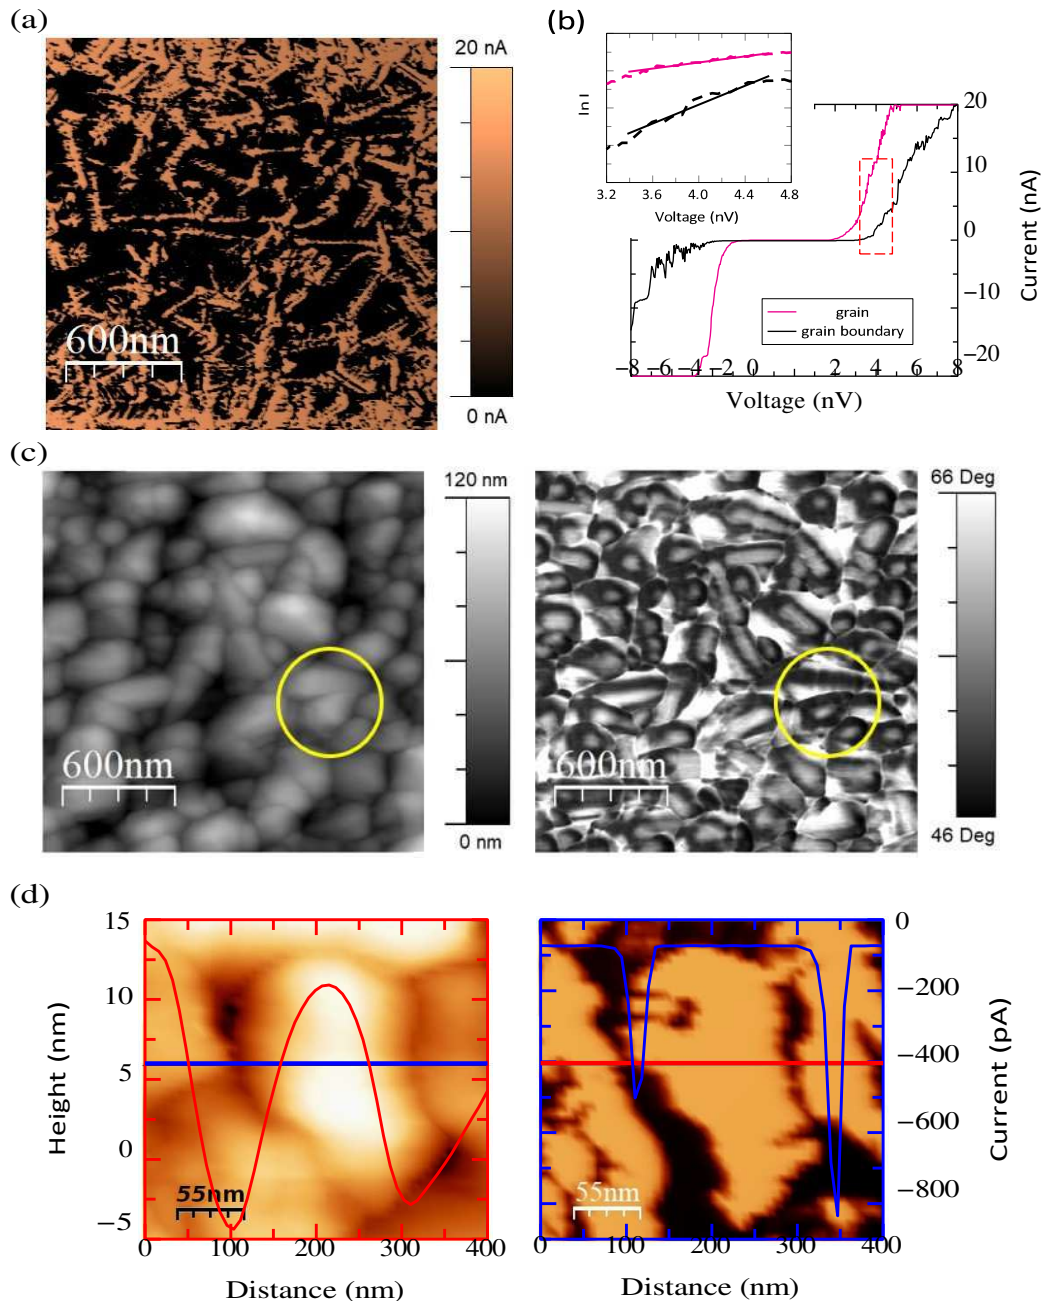 (a)
20 nA
600nm
0 nA
(b)
ln I
3.2 3.6 4.0 4.4 4.8
Voltage (nV)
20
10
0
−10
−20
Current (nA)
grain
grain boundary
−8 −6 −4 −2 0 2 4 6 8
Voltage (nV)
(c)
120 nm
600nm
0 nm
66 Deg
600nm
46 Deg
(d)
15
10
5
0
−5
Height (nm)
55nm
0 100 200 300 400
Distance (nm)
0
−200
−400
−600
−800
Current (pA)
55nm
0 100 200 300 400
Distance (nm)